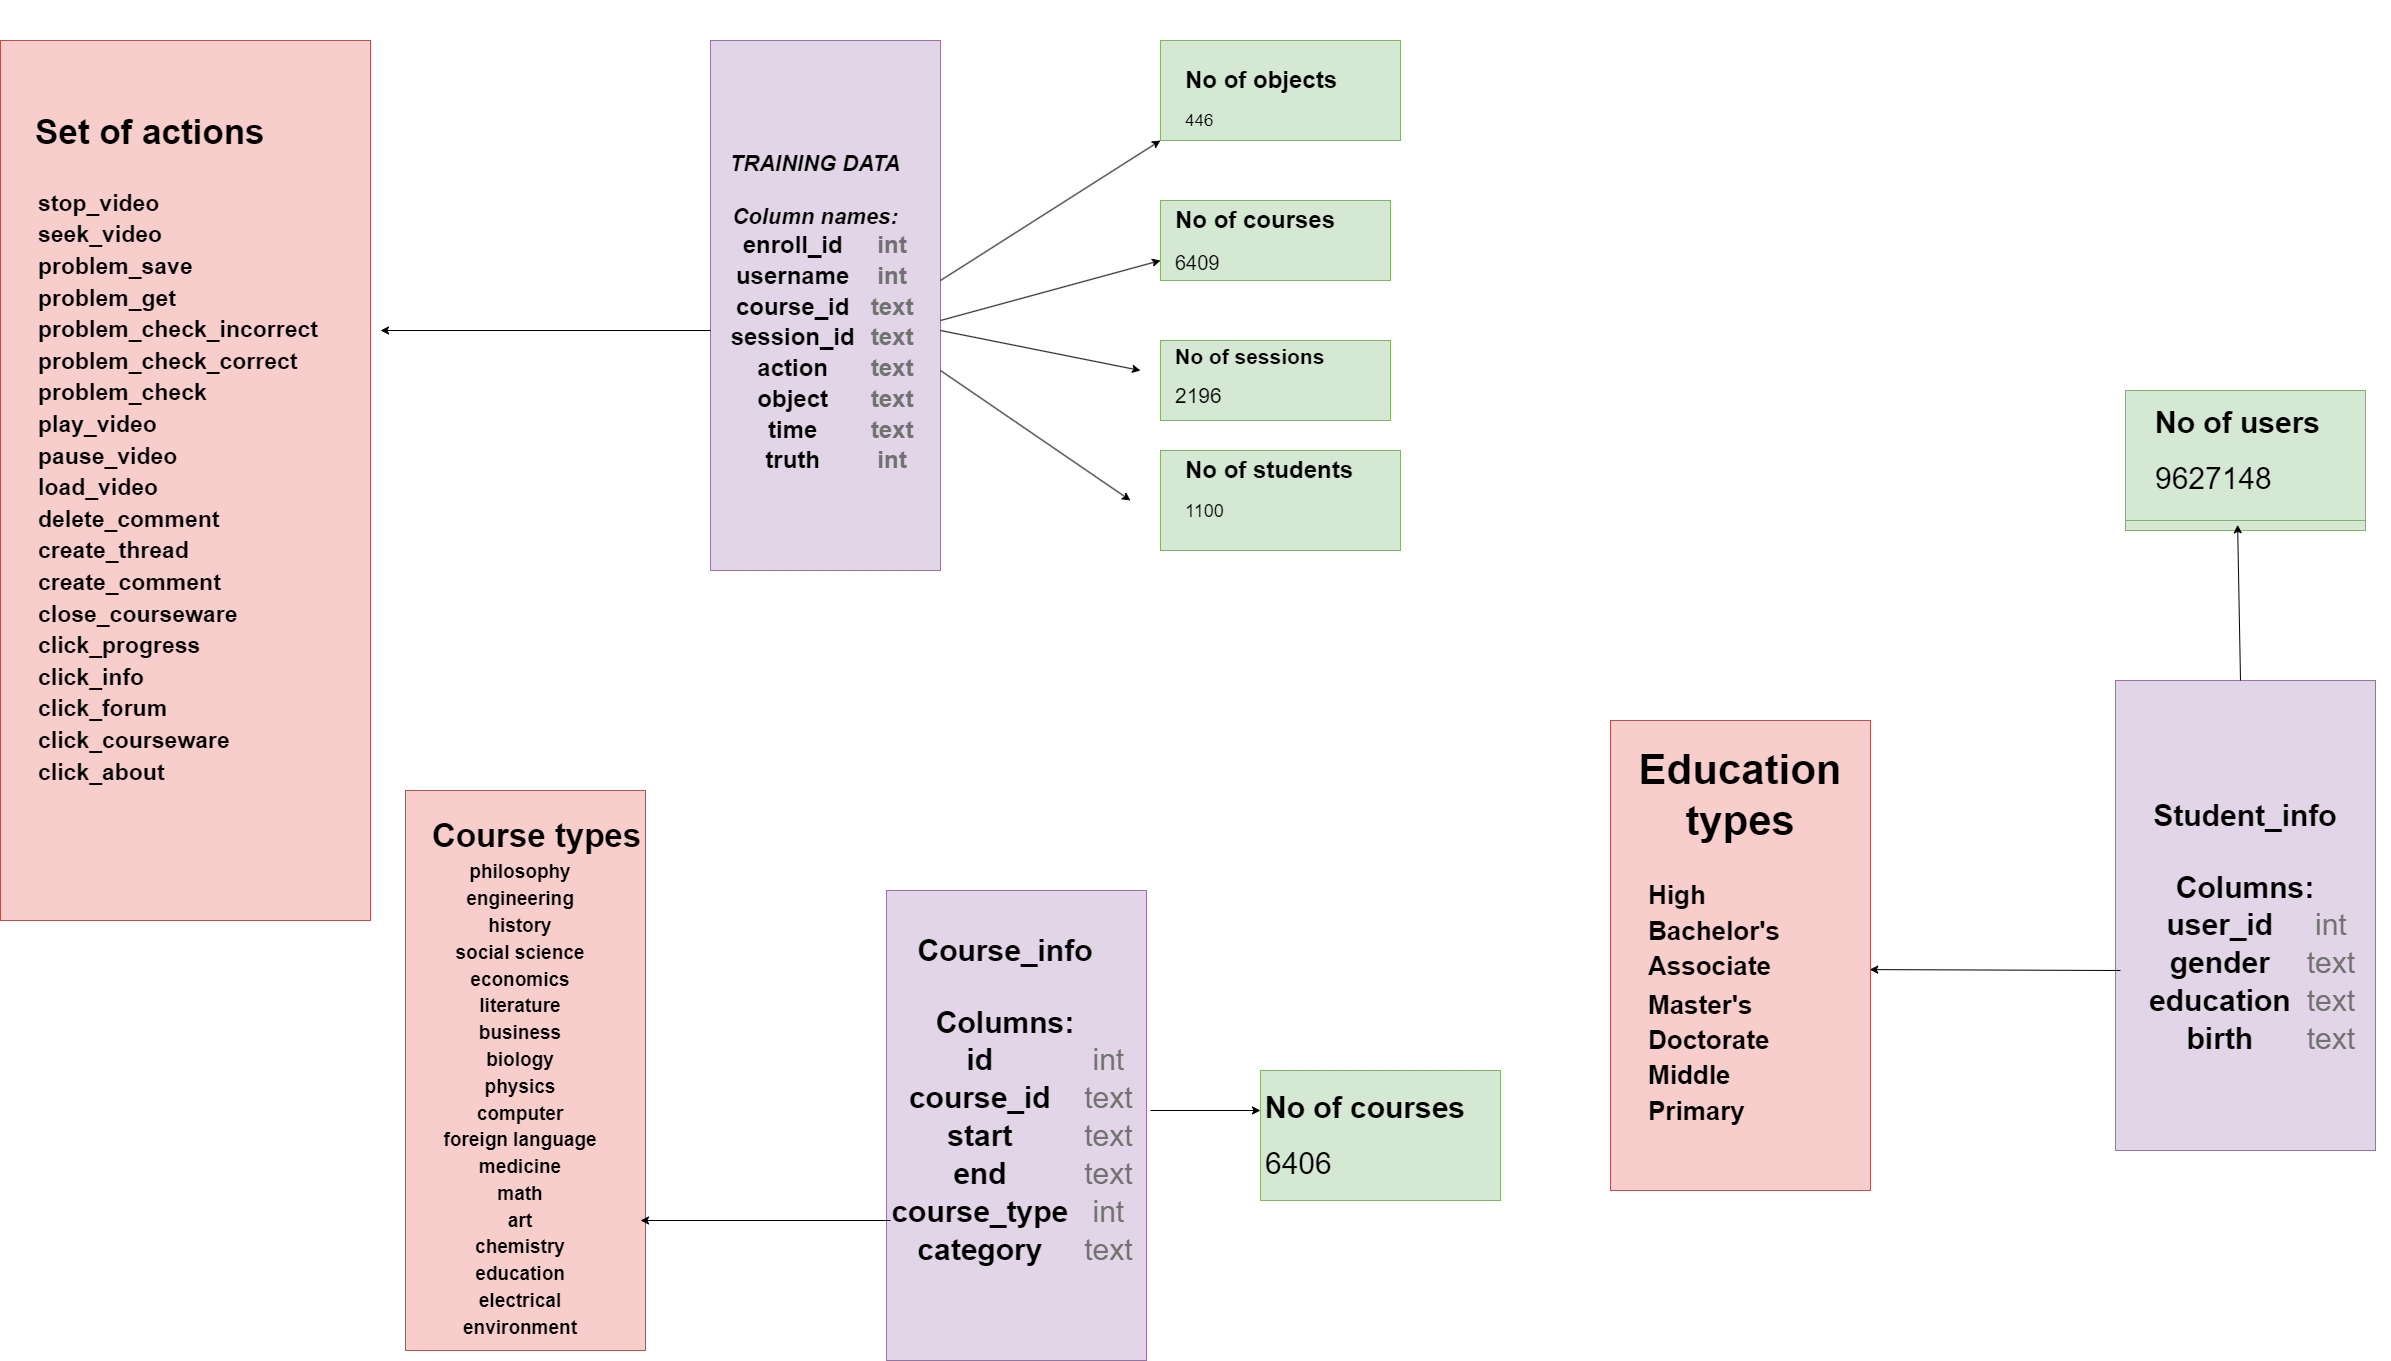 Set of actions
stop_video
seek_video
problem_save
problem_get
problem_check_incorrect
problem_check_correct
problem_check
play_video
pause_video
load_video
delete_comment
create_thread
create_comment
close_courseware
click_progress
click_info
click_forum
click_courseware
click_about
TRAINING DATA
Column names:
enroll_id int
username int
course_id text
session_id text
action text
object text
time text
truth int
No of objects
446
No of courses
6409
No of sessions
2196
No of students
1100
Course types
philosophy
engineering
history
social science
economics
literature
business
biology
physics
computer
foreign language
medicine
math
art
chemistry
education
electrical
environment
Course_info
Columns:
id int
course_id text
start text
end text
course_type int
category text
No of courses
6406
Education
types
High
Bachelor's
Associate
Master's
Doctorate
Middle
Primary
No of users
9627148
Student_info
Columns:
user_id int
gender text
education text
birth text